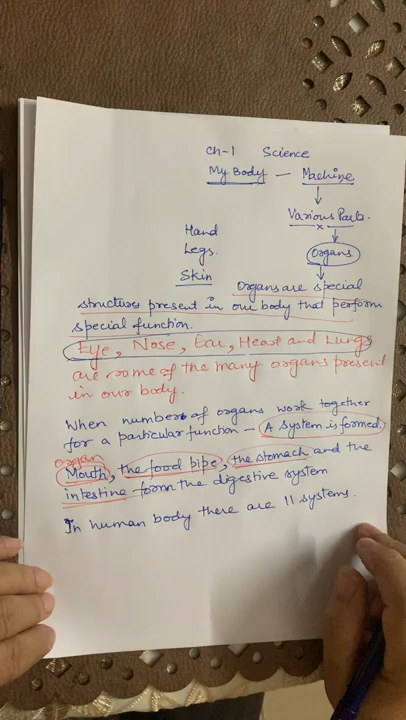 Ch-1 Science
My Body — Machine
Various Parts.
Hand
Legs.
Skin
Organs
Organs are special
structures present in our body that perform
special function.
Eye, Nose, Ear, Heart and Lungs
are some of the many organs present
in our body.
When number of organs work together
for a particular function — A system is formed.
organ
Mouth, the food pipe, the stomach and the
intestine form the digestive system
In human body there are 11 systems.